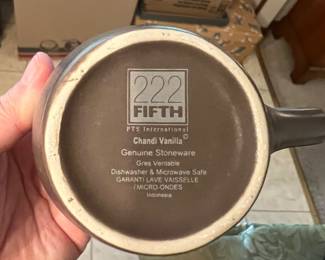 222
FIFTH
PTS International
Chandi Vanilla©
Genuine Stoneware
Gres Veritable
Dishwasher & Microwave Safe
GARANTI LAVE VAISSELLE
/MICRO-ONDES
Indonesia